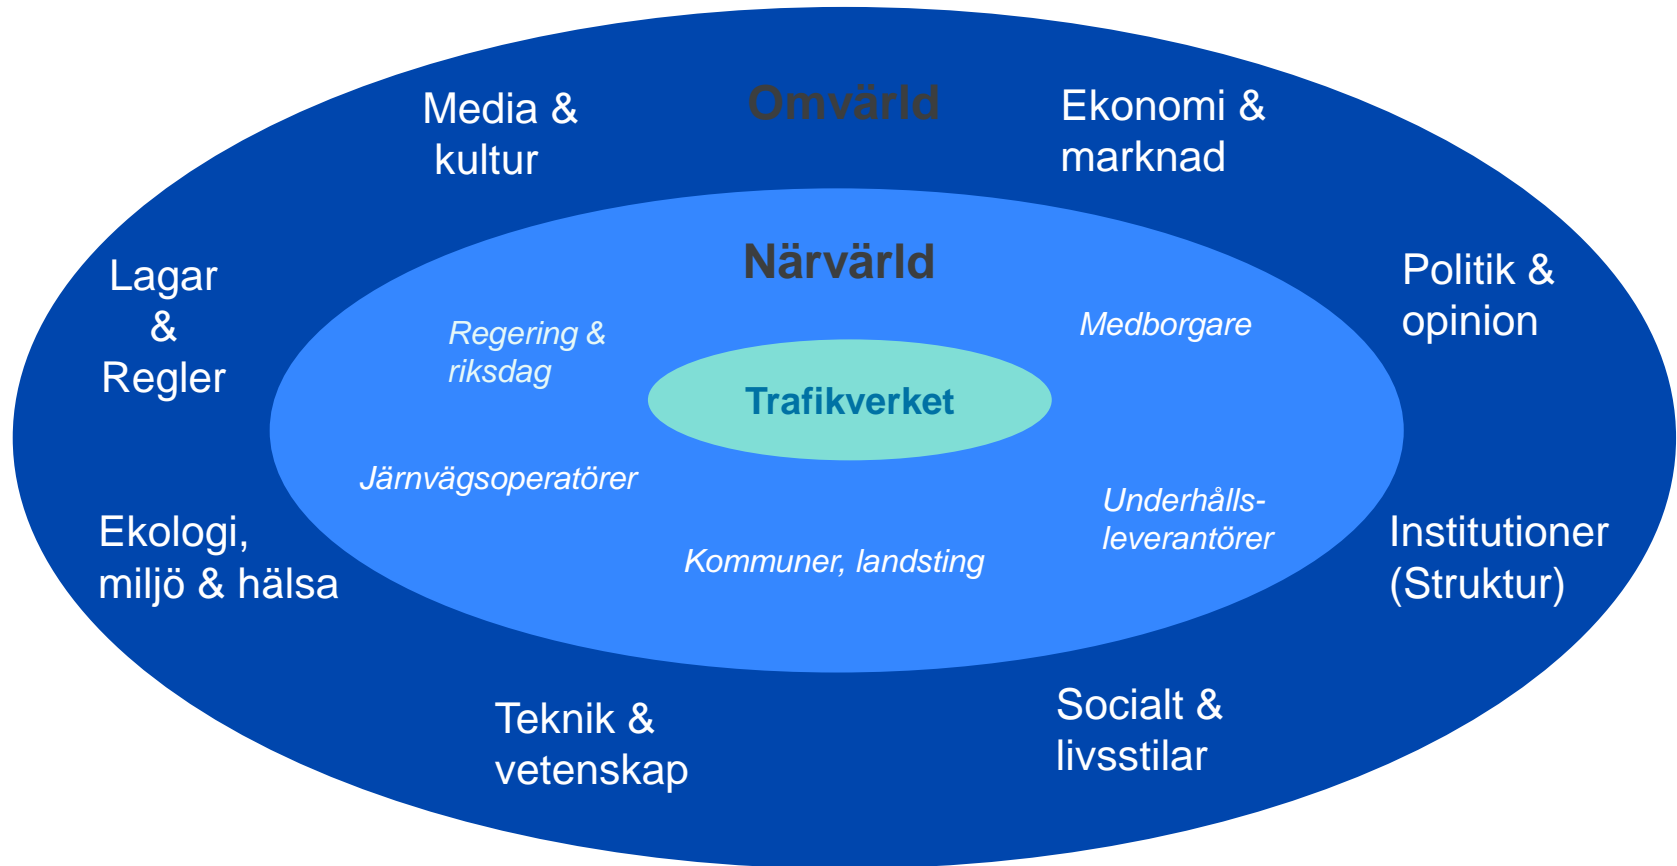 Omvärld
Media &
kultur
Ekonomi &
marknad
Närvärld
Lagar
&
Regler
Politik &
opinion
Regering &
riksdag
Medborgare
Trafikverket
Järnvägsoperatörer
Underhålls-
leverantörer
Kommuner, landsting
Ekologi,
miljö & hälsa
Institutioner
(Struktur)
Teknik &
vetenskap
Socialt &
livsstilar